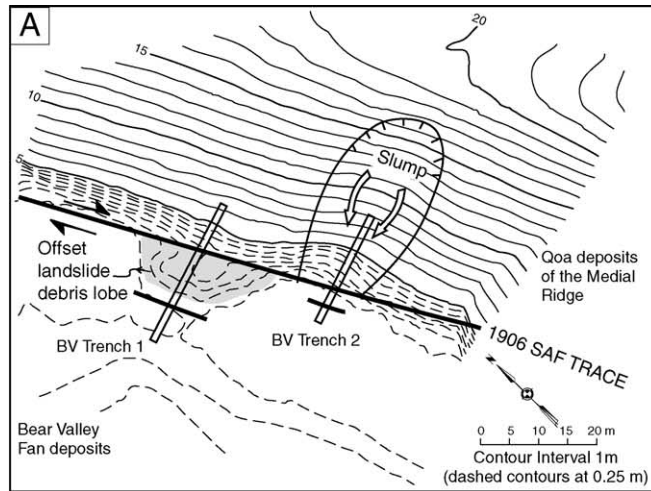 A
20
15
10
5
Slump
Offset
landslide
debris lobe
Qoa deposits
of the Medial
Ridge
BV Trench 1
BV Trench 2
1906 SAF TRACE
Bear Valley
Fan deposits
N
0 5 10 15 20 m
Contour Interval 1m
(dashed contours at 0.25 m)